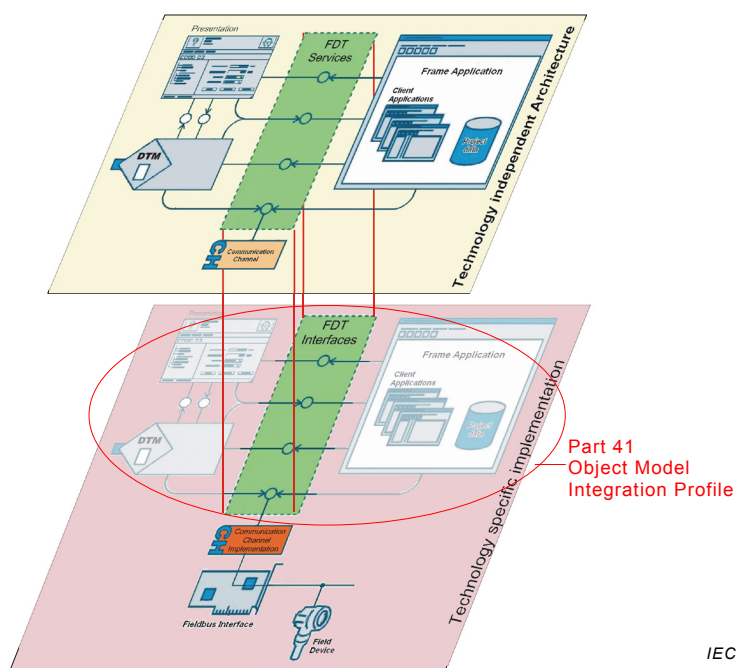 Presentation
FDT
Services
Frame Application
Client
Applications
Project
data
DTM
CH
Communication
Channel
Technology independent Architecture
Presentation
FDT
Interfaces
Frame Application
Client
Applications
Project
data
DTM
Part 41
Object Model
Integration Profile
CH
Communication
Channel
Implementation
Fieldbus Interface
Field
Device
Technology specific implementation
IEC